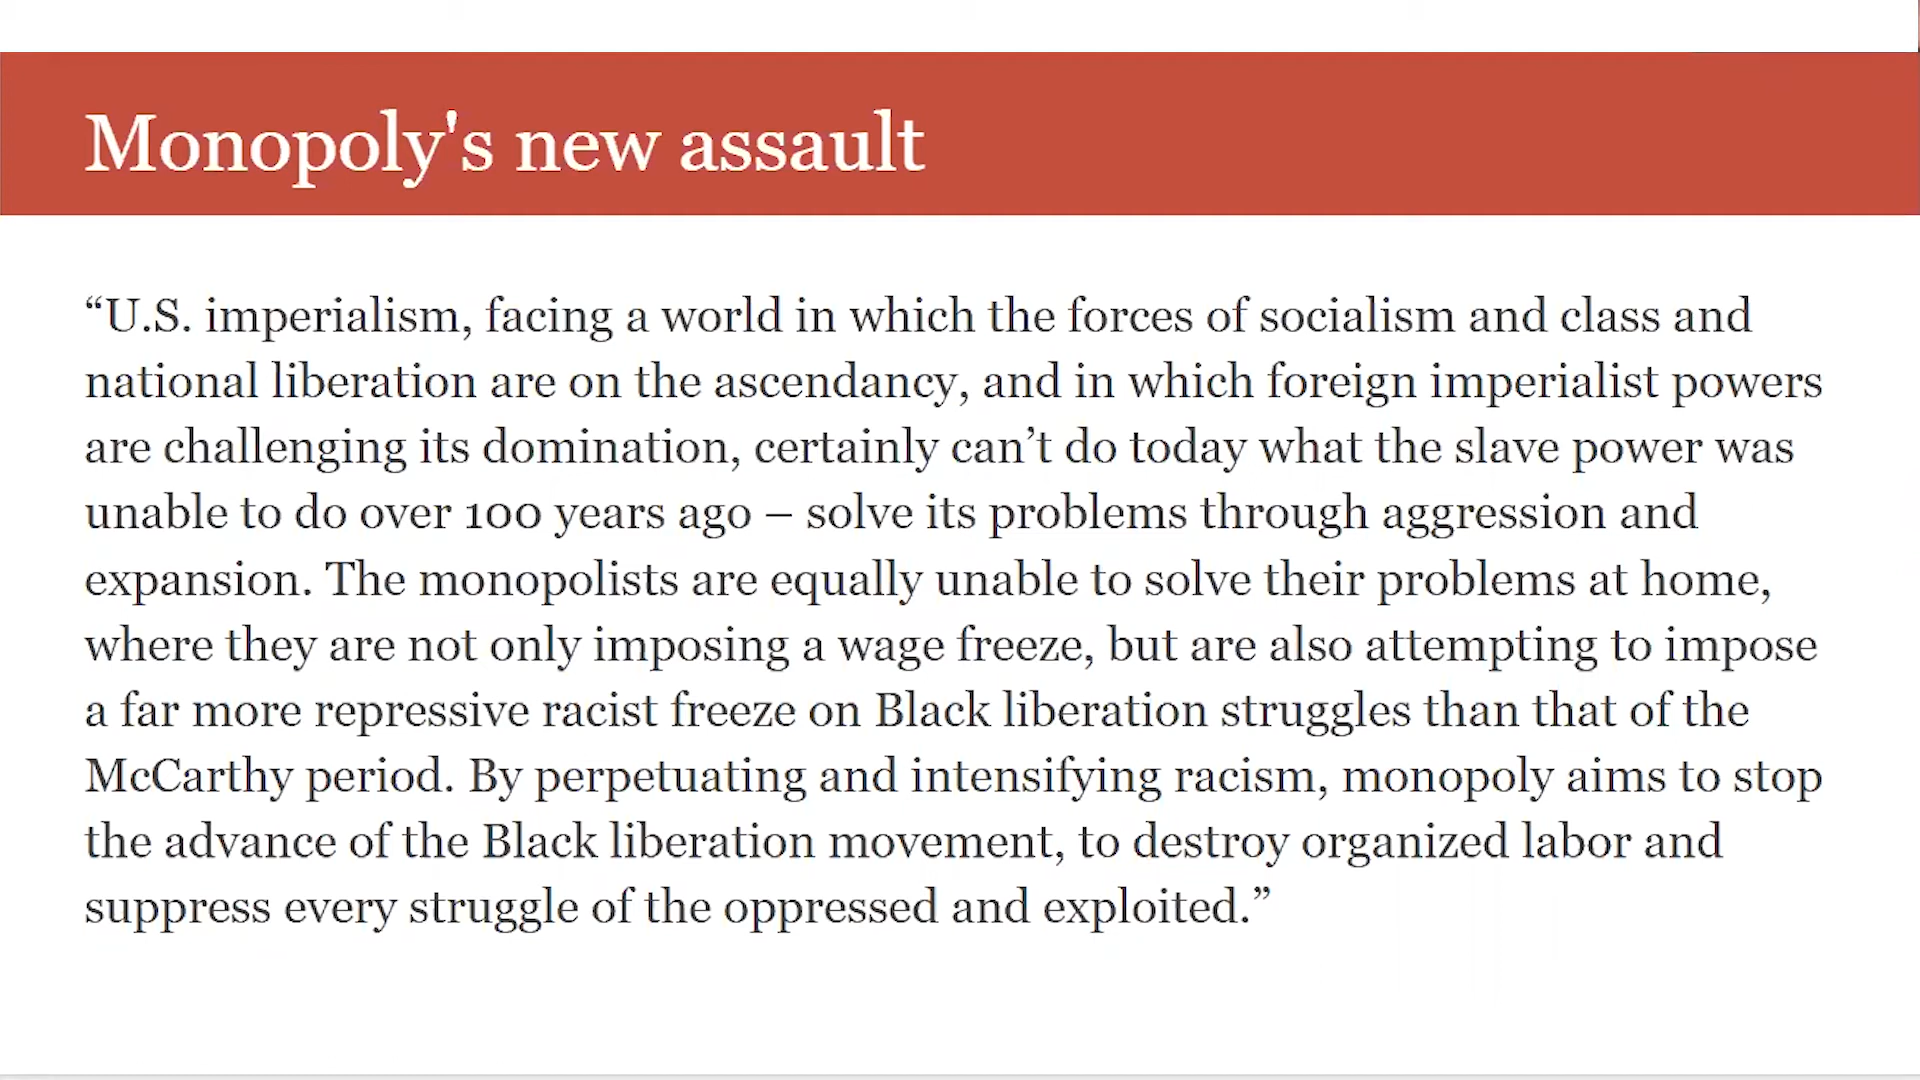 Monopoly's new assault
“U.S. imperialism, facing a world in which the forces of socialism and class and
national liberation are on the ascendancy, and in which foreign imperialist powers
are challenging its domination, certainly can’t do today what the slave power was
unable to do over 100 years ago – solve its problems through aggression and
expansion. The monopolists are equally unable to solve their problems at home,
where they are not only imposing a wage freeze, but are also attempting to impose
a far more repressive racist freeze on Black liberation struggles than that of the
McCarthy period. By perpetuating and intensifying racism, monopoly aims to stop
the advance of the Black liberation movement, to destroy organized labor and
suppress every struggle of the oppressed and exploited.”